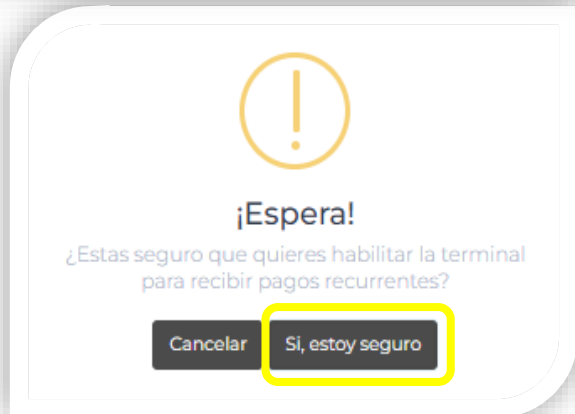 ¡Espera!
¿Estas seguro que quieres habilitar la terminal
para recibir pagos recurrentes?
Cancelar
Si, estoy seguro